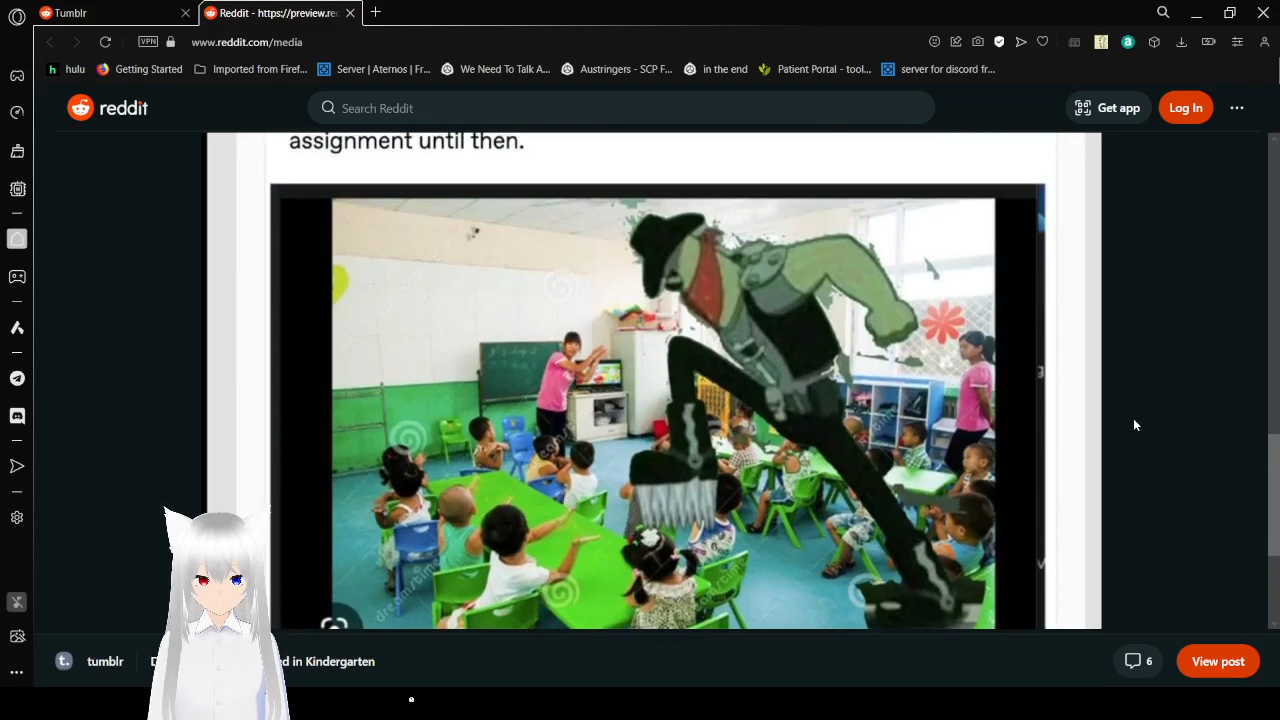 Tumblr
Reddit - https://preview.re
VPN
www.reddit.com/media
hulu
Getting Started
Imported from Firef...
Server | Aternos | Fr...
We Need To Talk A...
Austringers - SCP F...
in the end
Patient Portal - tool...
server for discord fr...
reddit
Search Reddit
Get app
Log In
assignment until then.
dreamstime
tumblr
D
d in Kindergarten
6
View post